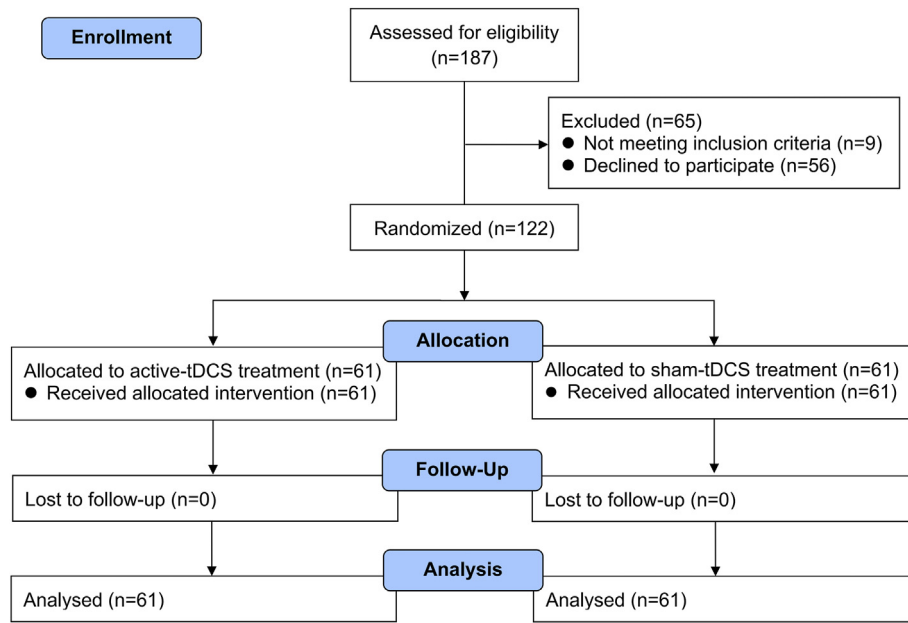 Enrollment
Assessed for eligibility
(n=187)
Excluded (n=65)
● Not meeting inclusion criteria (n=9)
● Declined to participate (n=56)
Randomized (n=122)
Allocation
Allocated to active-tDCS treatment (n=61)
● Received allocated intervention (n=61)
Allocated to sham-tDCS treatment (n=61)
● Received allocated intervention (n=61)
Follow-Up
Lost to follow-up (n=0)
Lost to follow-up (n=0)
Analysis
Analysed (n=61)
Analysed (n=61)